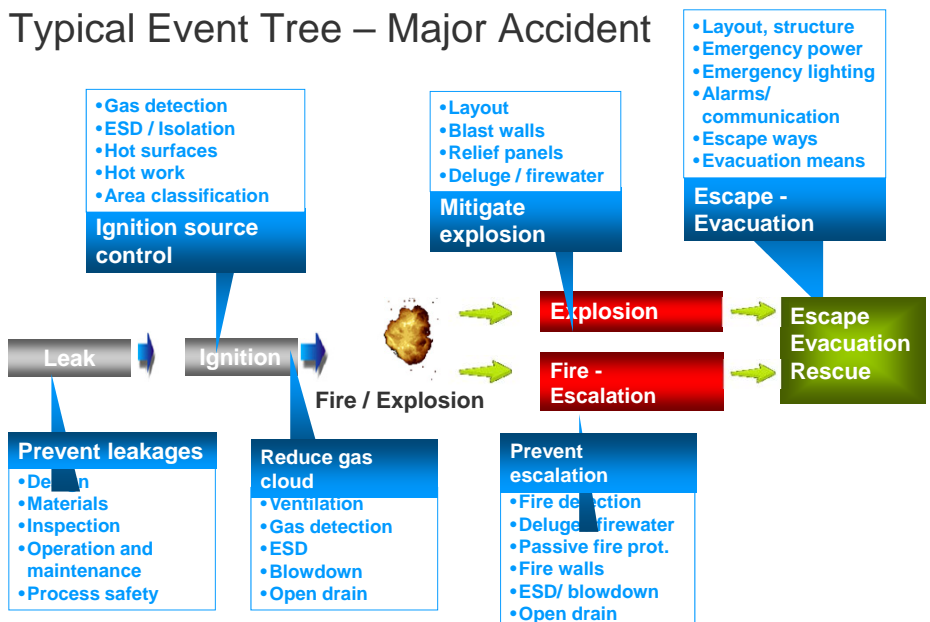 Typical Event Tree – Major Accident
•Layout, structure
•Emergency power
•Emergency lighting
•Alarms/
communication
•Escape ways
•Evacuation means
Escape -
Evacuation
•Gas detection
•ESD / Isolation
•Hot surfaces
•Hot work
•Area classification
Ignition source
control
•Layout
•Blast walls
•Relief panels
•Deluge / firewater
Mitigate
explosion
Leak
Ignition
Fire / Explosion
Explosion
Fire -
Escalation
Escape
Evacuation
Rescue
Prevent leakages
•Materials
•Inspection
•Operation and
maintenance
•Process safety
Reduce gas
cloud
•Ventilation
•Gas detection
•ESD
•Blowdown
•Open drain
Prevent
escalation
•Fire detection
•Deluge firewater
•Passive fire prot.
•Fire walls
•ESD/ blowdown
•Open drain